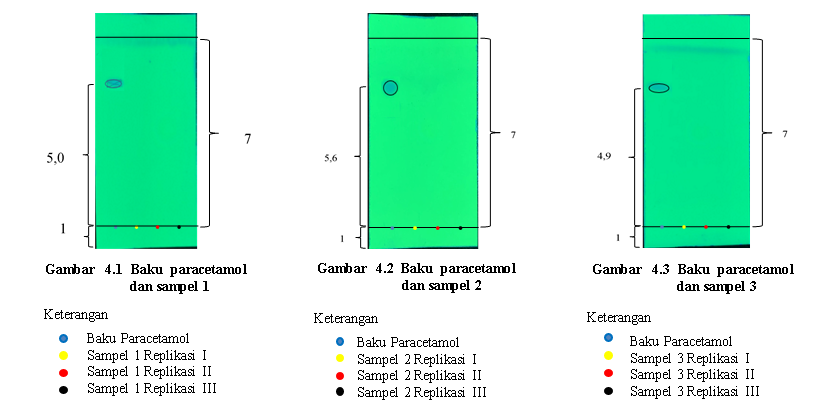 5,0
7
1
Gambar 4.1 Baku paracetamol
dan sampel 1
Keterangan
Baku Paracetamol
Sampel 1 Replikasi I
Sampel 1 Replikasi II
Sampel 1 Replikasi III
5,6
7
1
Gambar 4.2 Baku paracetamol
dan sampel 2
Keterangan
Baku Paracetamol
Sampel 2 Replikasi I
Sampel 2 Replikasi II
Sampel 2 Replikasi III
4,9
7
1
Gambar 4.3 Baku paracetamol
dan sampel 3
Keterangan
Baku Paracetamol
Sampel 3 Replikasi I
Sampel 3 Replikasi II
Sampel 3 Replikasi III